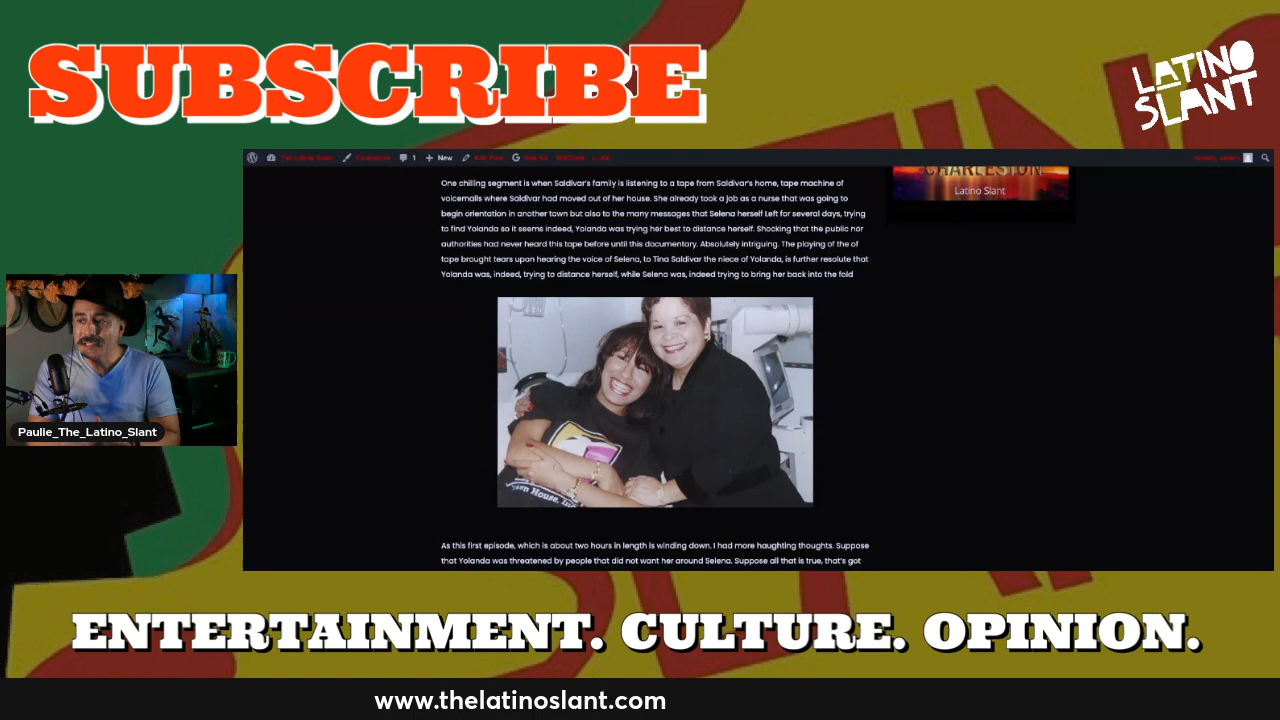 SUBSCRIBE
LATINO
SLANT
The Latino Slant
Customize
1
New
Edit Post
CHARLESTON
Latino Slant
One chilling segment is when Saldivar's family is listening to a tape from Saldivar's home, tape machine of
voicemails where Saldivar had moved out of her house. She already took a job as a nurse that was going to
begin orientation in another town but also to the many messages that Selena herself Left for several days, trying
to find Yolanda so it seems indeed, Yolanda was trying her best to distance herself. Shocking that the public nor
authorities had never heard this tape before until this documentary. Absolutely intriguing. The playing of the of
tape brought tears upon hearing the voice of Selena, to Tina Saldivar the niece of Yolanda, is further resolute that
Yolanda was, indeed, trying to distance herself, while Selena was, indeed trying to bring her back into the fold
Paulie_The_Latino_Slant
As this first episode, which is about two hours in length is winding down. I had more haughting thoughts. Suppose
that Yolanda was threatened by people that did not want her around Selena. Suppose all that is true, that's got
ENTERTAINMENT. CULTURE. OPINION.
www.thelatinoslant.com